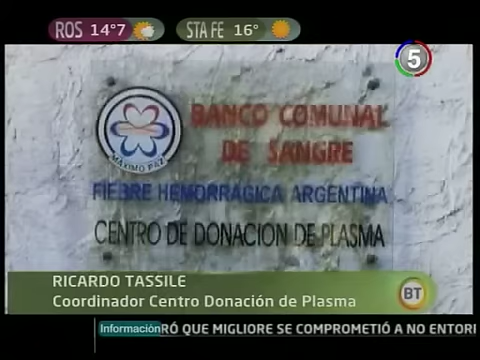 ROS 14°7 STA FE 16°
5
BANCO COMUNAL
DE SANGRE
MÁXIMO PAZ
FIEBRE HEMORRAGICA ARGENTINA
CENTRO DE DONACION DE PLASMA
RICARDO TASSILE
Coordinador Centro Donación de Plasma
BT
Información RÓ QUE MIGLIORE SE COMPROMETIÓ A NO ENTORI